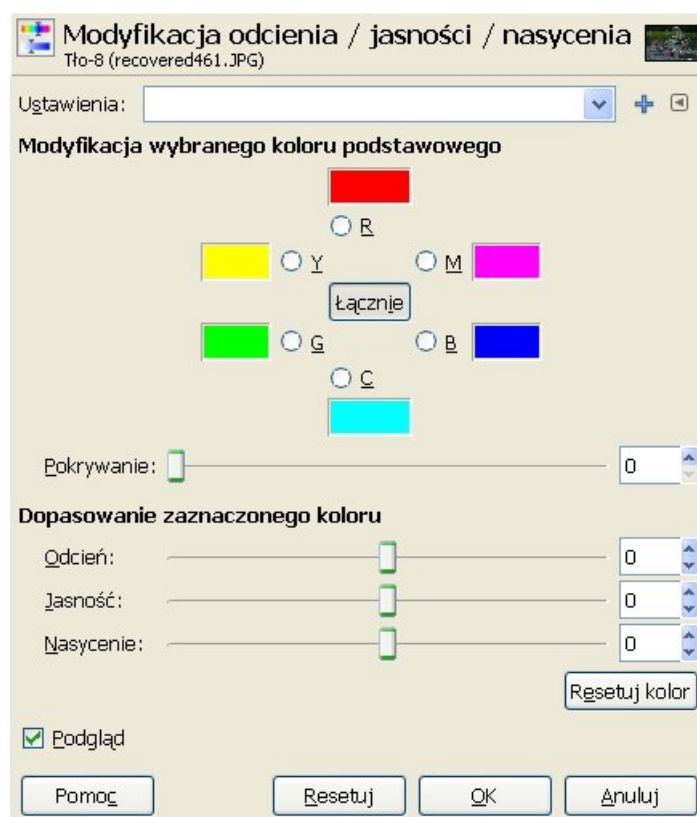 Modyfikacja odcienia / jasności / nasycenia
Tło-8 (recovered461.JPG)
Ustawienia:
Modyfikacja wybranego koloru podstawowego
R
Y M
Łącznie
G B
C
Pokrywanie: 0
Dopasowanie zaznaczonego koloru
Odcień: 0
Jasność: 0
Nasycenie: 0
Resetuj kolor
Podgląd
Pomoc Resetuj OK Anuluj